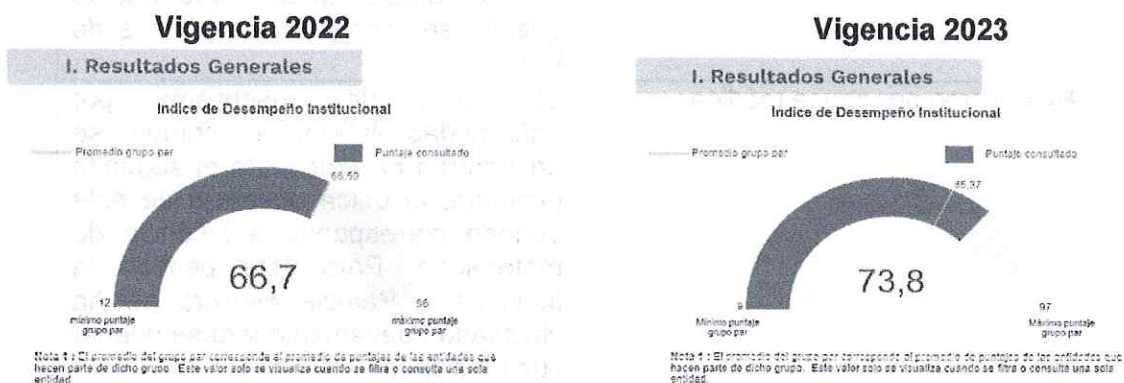 Vigencia 2022
I. Resultados Generales
Indice de Desempeño Institucional
Promedio grupo par
Puntaje consultado
66,50
66,7
12
mínimo puntaje
grupo par
96
máximo puntaje
grupo par
Nota 1 : El promedio del grupo par corresponde al promedio de puntajes de las entidades que
hacen parte de dicho grupo. Este valor solo se visualiza cuando se filtra o consulta una sola
entidad.
Vigencia 2023
I. Resultados Generales
Indice de Desempeño Institucional
Promedio grupo par
Puntaje consultado
65,37
73,8
9
Mínimo puntaje
grupo par
97
Máximo puntaje
grupo par
Nota 1 : El promedio del grupo par corresponde al promedio de puntajes de las entidades que
hacen parte de dicho grupo. Este valor solo se visualiza cuando se filtra o consulta una sola
entidad.